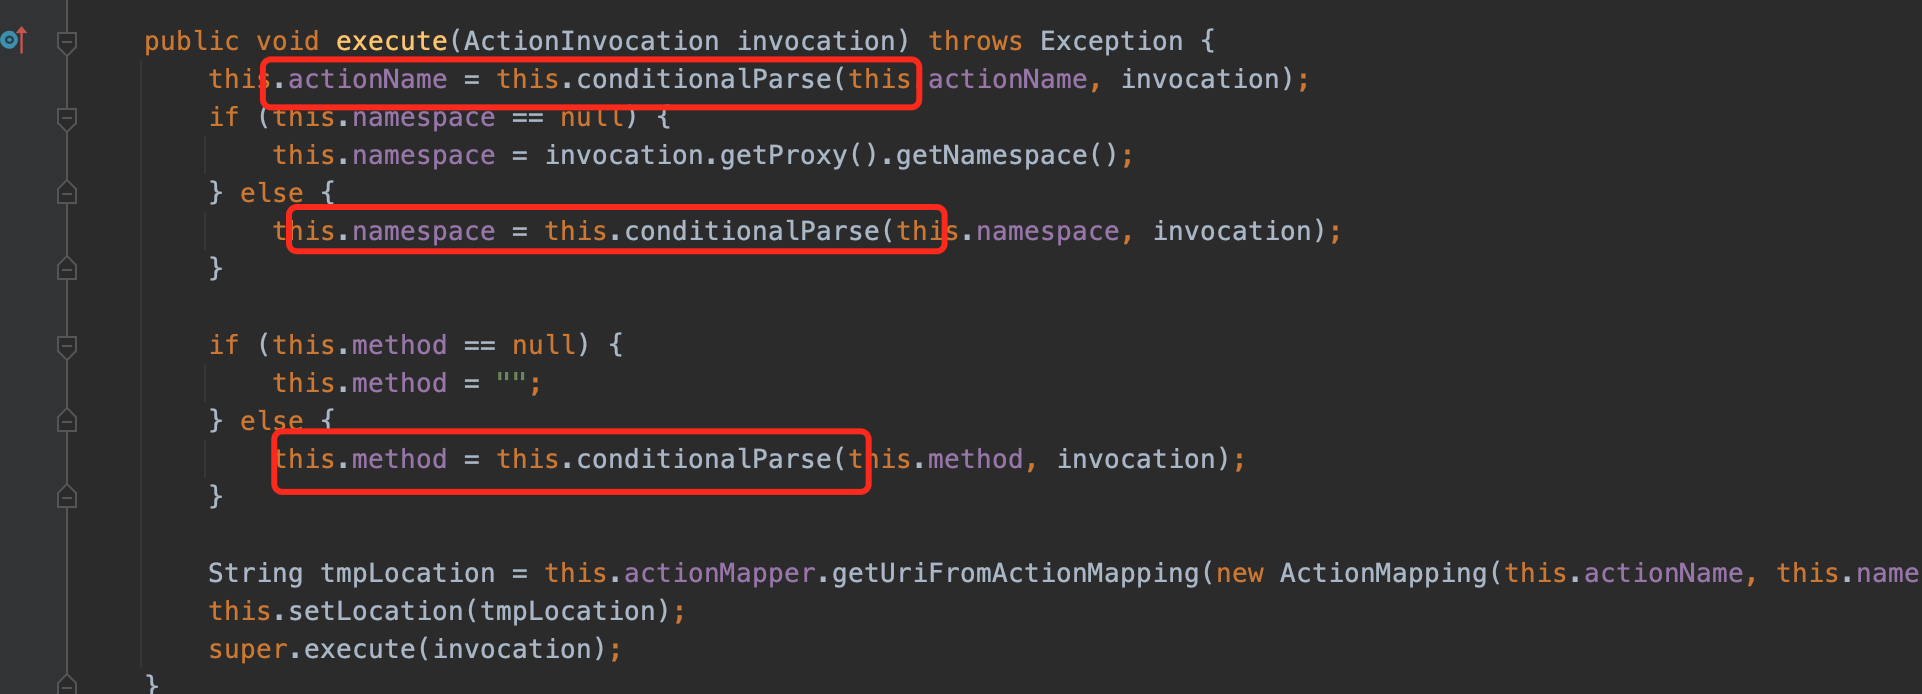 public void execute(ActionInvocation invocation) throws Exception {
this.actionName = this.conditionalParse(this actionName, invocation);
if (this.namespace == null) {
this.namespace = invocation.getProxy().getNamespace();
} else {
this.namespace = this.conditionalParse(this.namespace, invocation);
}
if (this.method == null) {
this.method = "";
} else {
this.method = this.conditionalParse(this.method, invocation);
}
String tmpLocation = this.actionMapper.getUriFromActionMapping(new ActionMapping(this.actionName, this.name
this.setLocation(tmpLocation);
super.execute(invocation);
}